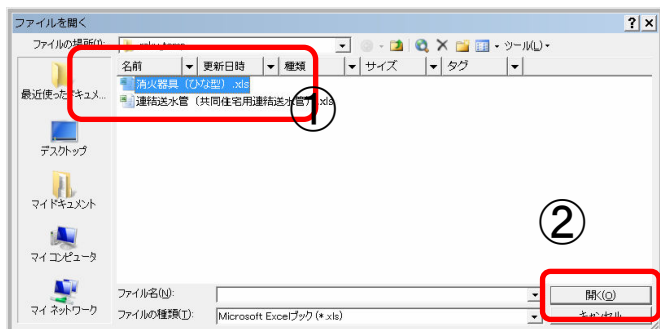 ファイルを開く
ファイルの場所(I):
ツール(L)
名前 更新日時 種類 サイズ タグ
消火器具（ひな型）.xls
連結送水管（共同住宅用連結送水管）.xls
①
最近使ったドキュメ...
デスクトップ
マイドキュメント
マイ コンピュータ
マイ ネットワーク
②
ファイル名(N):
開く(O)
ファイルの種類(T): Microsoft Excelブック (*.xls)
キャンセル